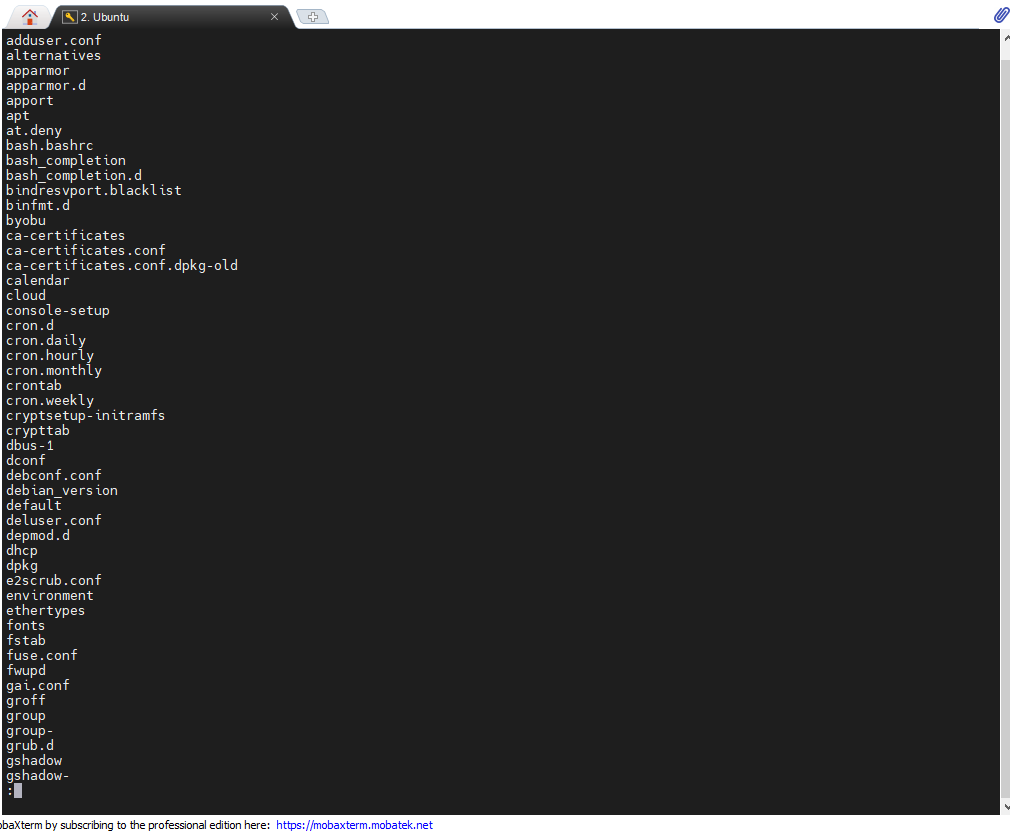 2. Ubuntu
adduser.conf
alternatives
apparmor
apparmor.d
apport
apt
at.deny
bash.bashrc
bash_completion
bash_completion.d
bindresvport.blacklist
binfmt.d
byobu
ca-certificates
ca-certificates.conf
ca-certificates.conf.dpkg-old
calendar
cloud
console-setup
cron.d
cron.daily
cron.hourly
cron.monthly
crontab
cron.weekly
cryptsetup-initramfs
crypttab
dbus-1
dconf
debconf.conf
debian_version
default
deluser.conf
depmod.d
dhcp
dpkg
e2scrub.conf
environment
ethertypes
fonts
fstab
fuse.conf
fwupd
gai.conf
groff
group
group-
grub.d
gshadow
gshadow-
:
obaXterm by subscribing to the professional edition here: https://mobaxterm.mobatek.net